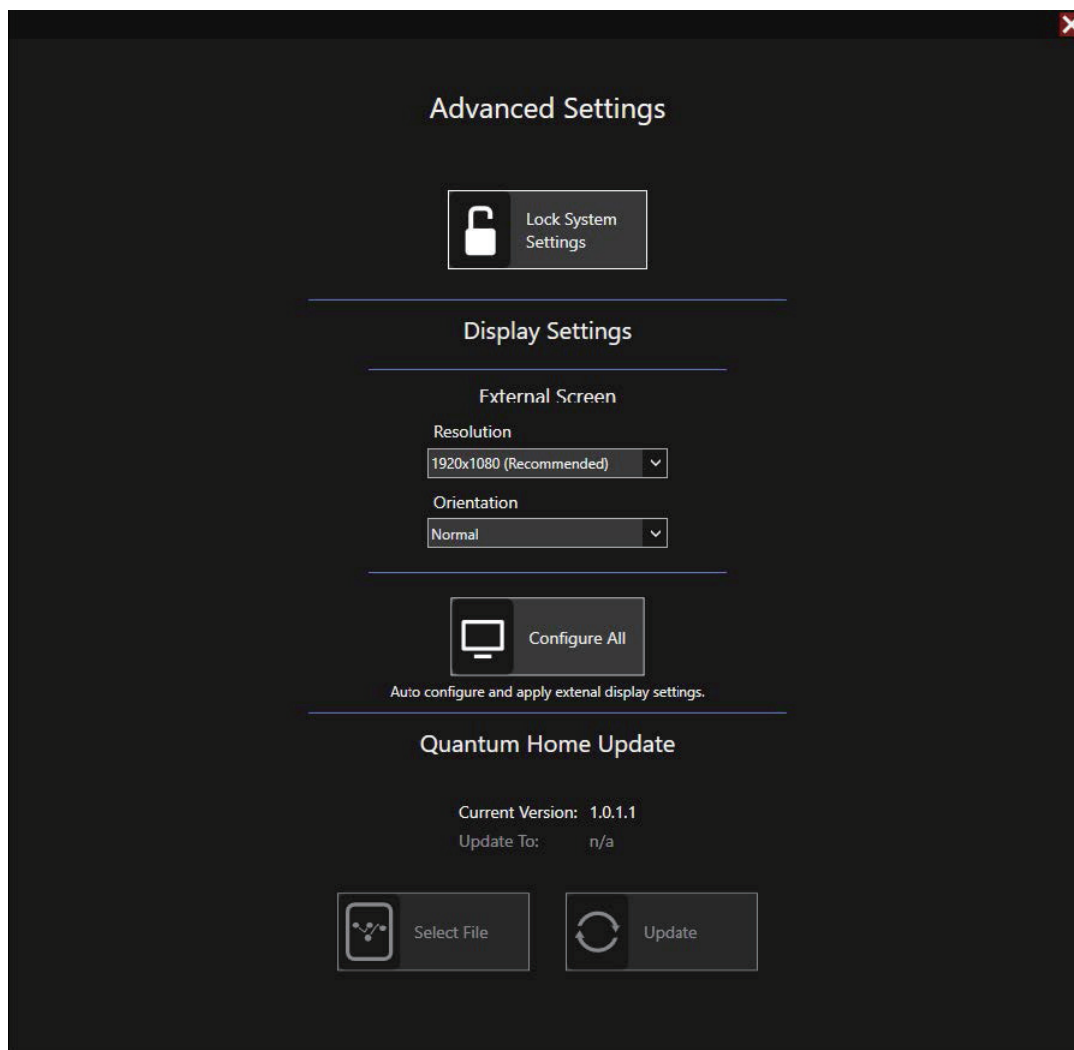 Advanced Settings
Lock System
Settings
Display Settings
External Screen
Resolution
1920x1080 (Recommended)
Orientation
Normal
Configure All
Auto configure and apply extenal display settings.
Quantum Home Update
Current Version: 1.0.1.1
Update To: n/a
Select File
Update